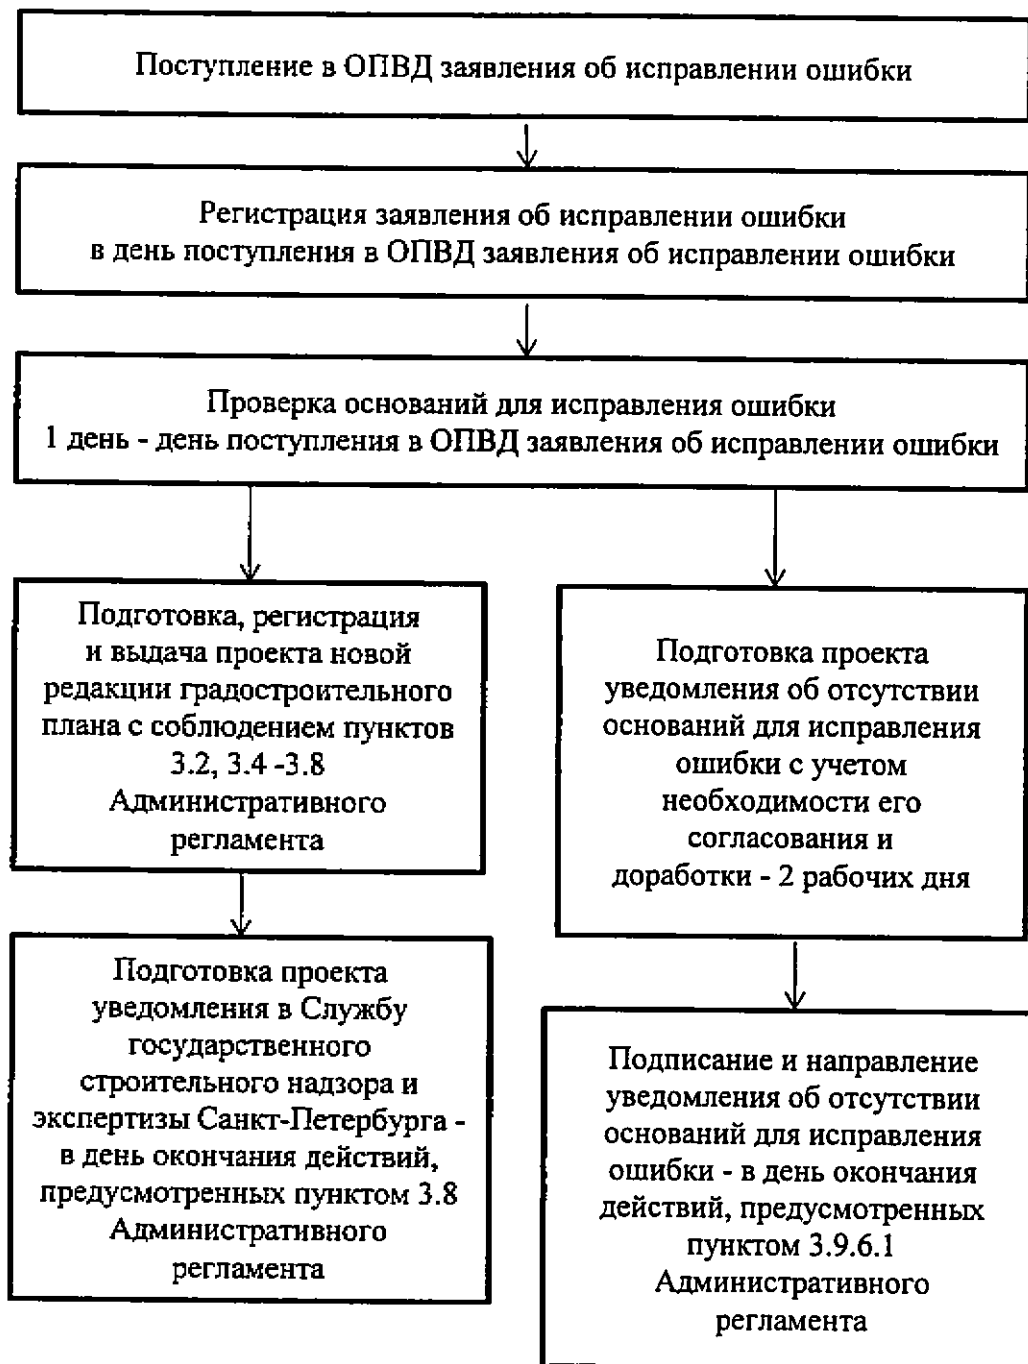 Поступление в ОПВД заявления об исправлении ошибки
Регистрация заявления об исправлении ошибки
в день поступления в ОПВД заявления об исправлении ошибки
Проверка оснований для исправления ошибки
1 день - день поступления в ОПВД заявления об исправлении ошибки
Подготовка, регистрация
и выдача проекта новой
редакции градостроительного
плана с соблюдением пунктов
3.2, 3.4 -3.8
Административного
регламента
Подготовка проекта
уведомления в Службу
государственного
строительного надзора и
экспертизы Санкт-Петербурга -
в день окончания действий,
предусмотренных пунктом 3.8
Административного
регламента
Подготовка проекта
уведомления об отсутствии
оснований для исправления
ошибки с учетом
необходимости его
согласования и
доработки - 2 рабочих дня
Подписание и направление
уведомления об отсутствии
оснований для исправления
ошибки - в день окончания
действий, предусмотренных
пунктом 3.9.6.1
Административного
регламента